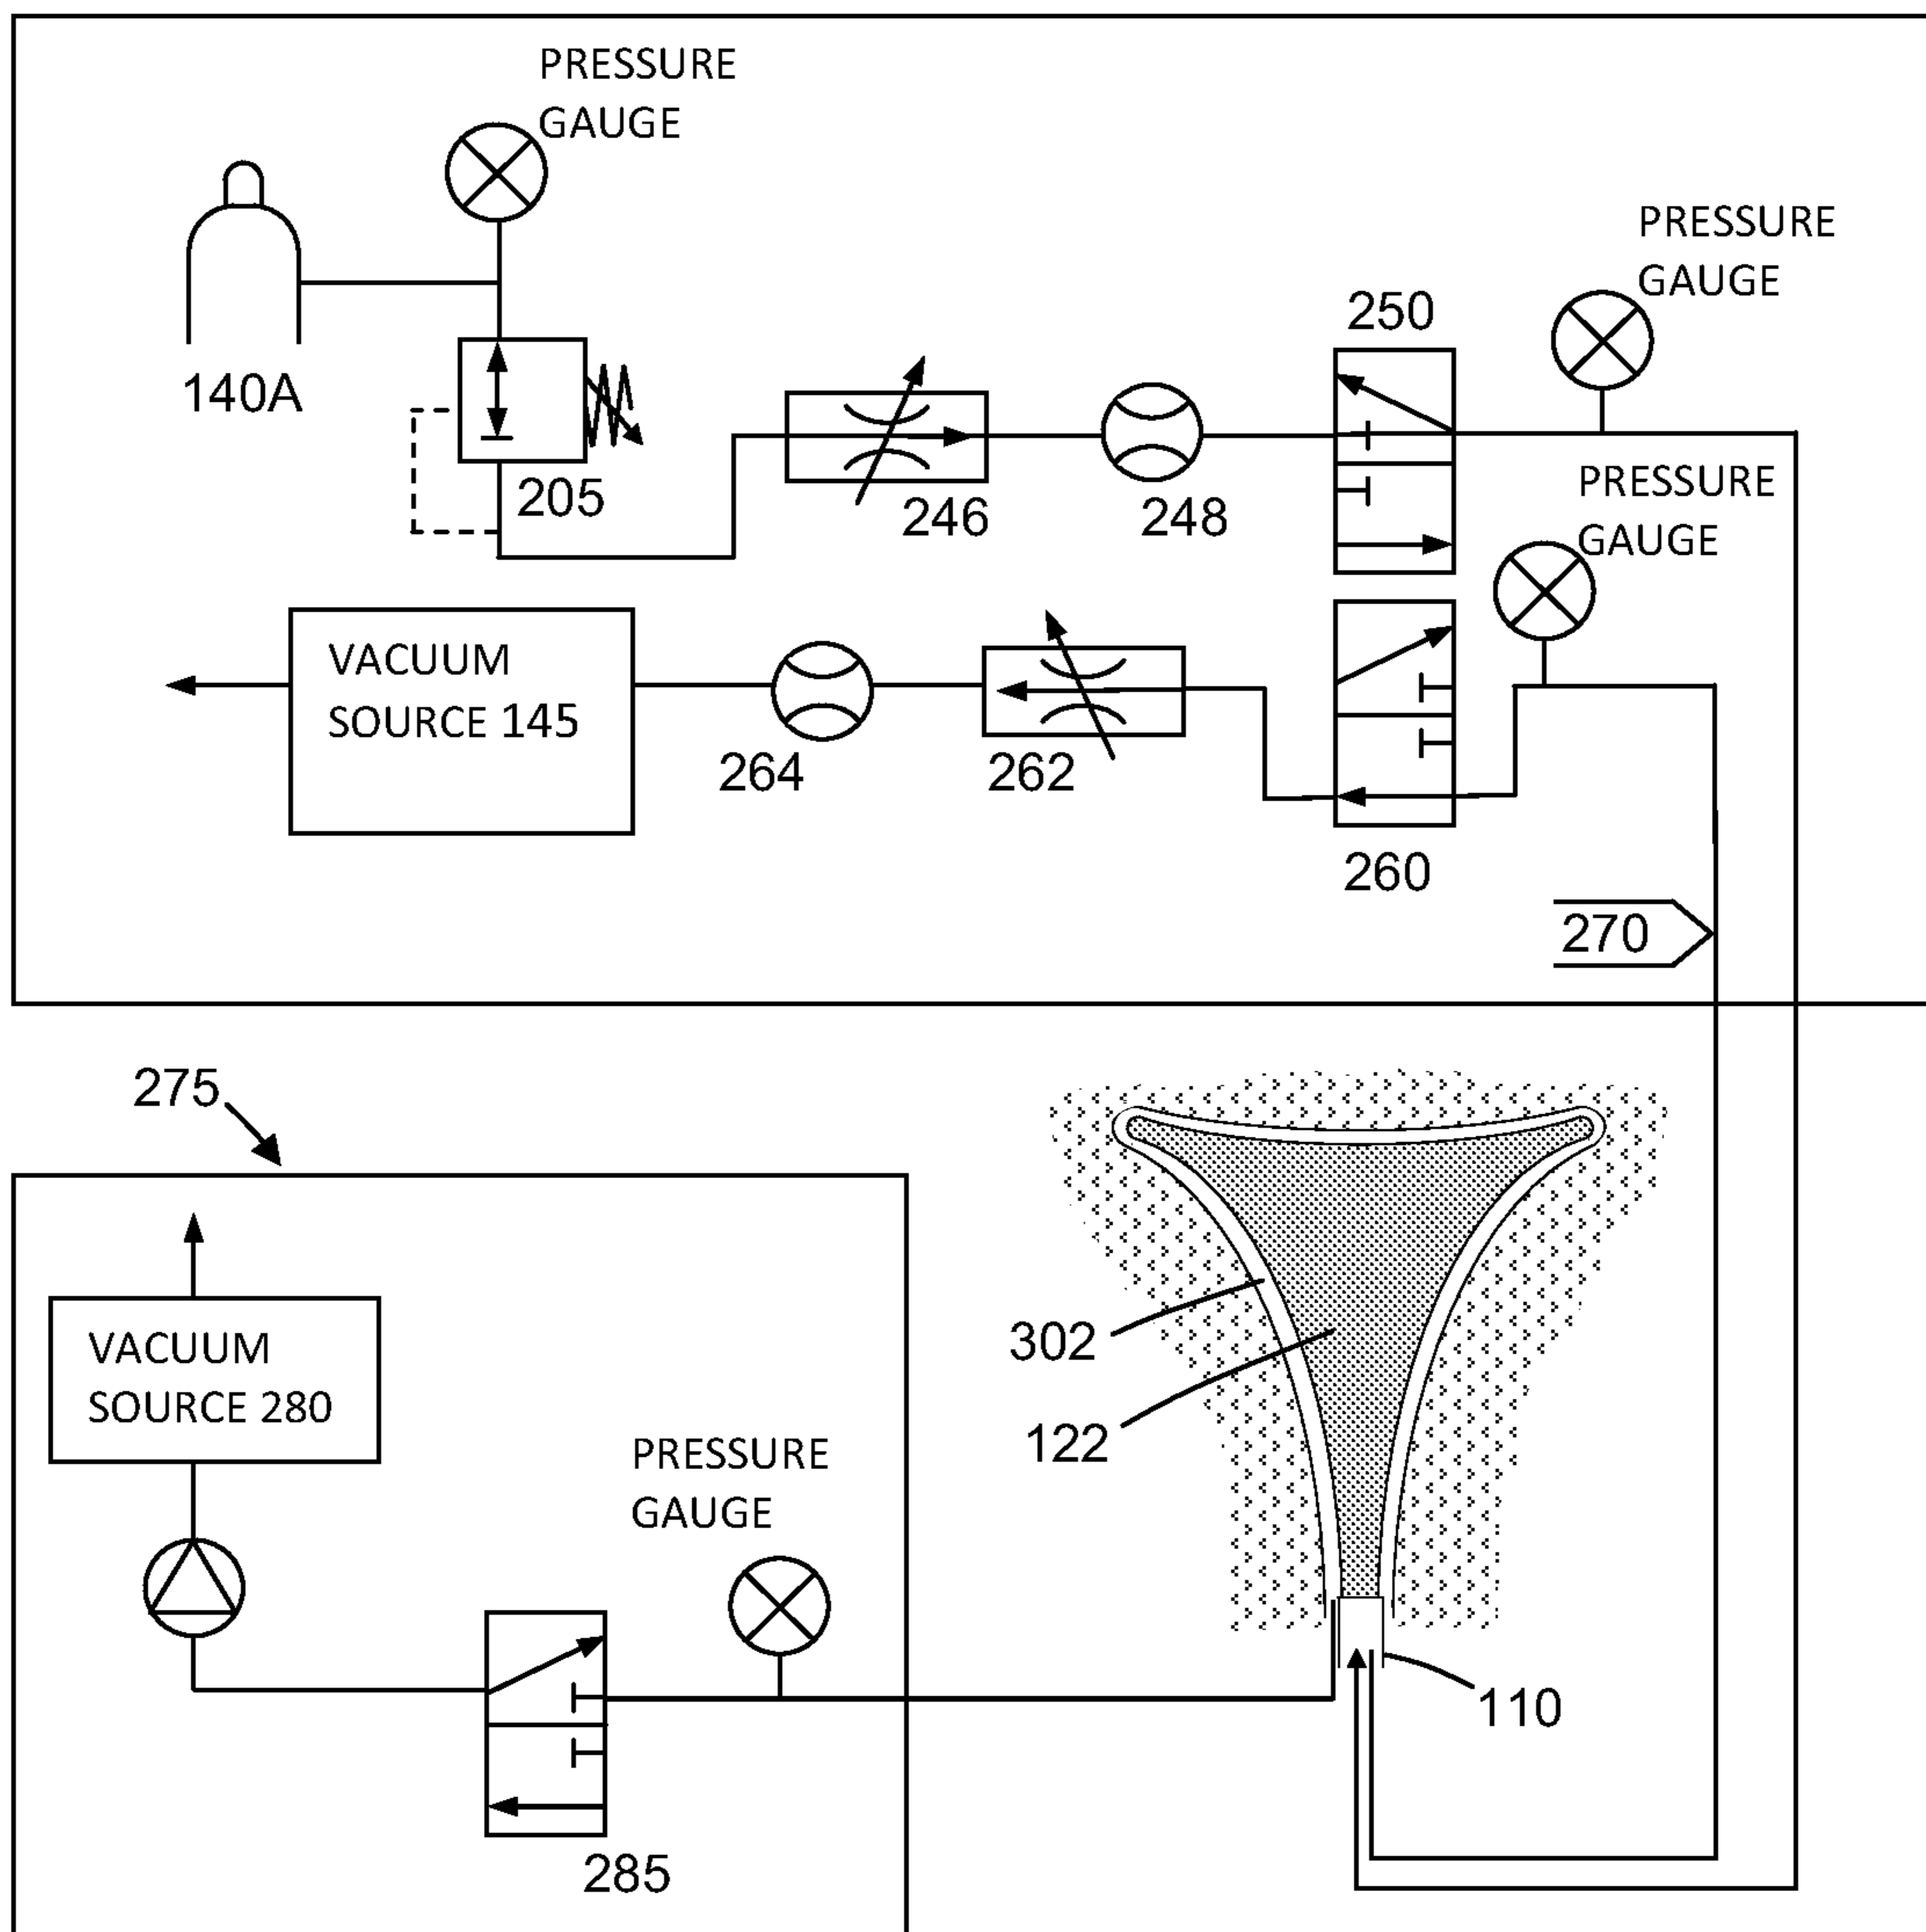 PRESSURE
GAUGE
PRESSURE
GAUGE
250
140A
205
246
248
PRESSURE
GAUGE
VACUUM
SOURCE 145
264
262
260
270
275
302
122
VACUUM
SOURCE 280
PRESSURE
GAUGE
110
285